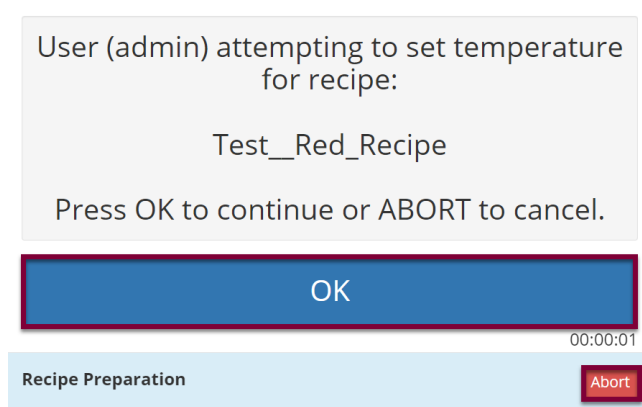 User (admin) attempting to set temperature
for recipe:
Test__Red_Recipe
Press OK to continue or ABORT to cancel.
OK
00:00:01
Recipe Preparation
Abort